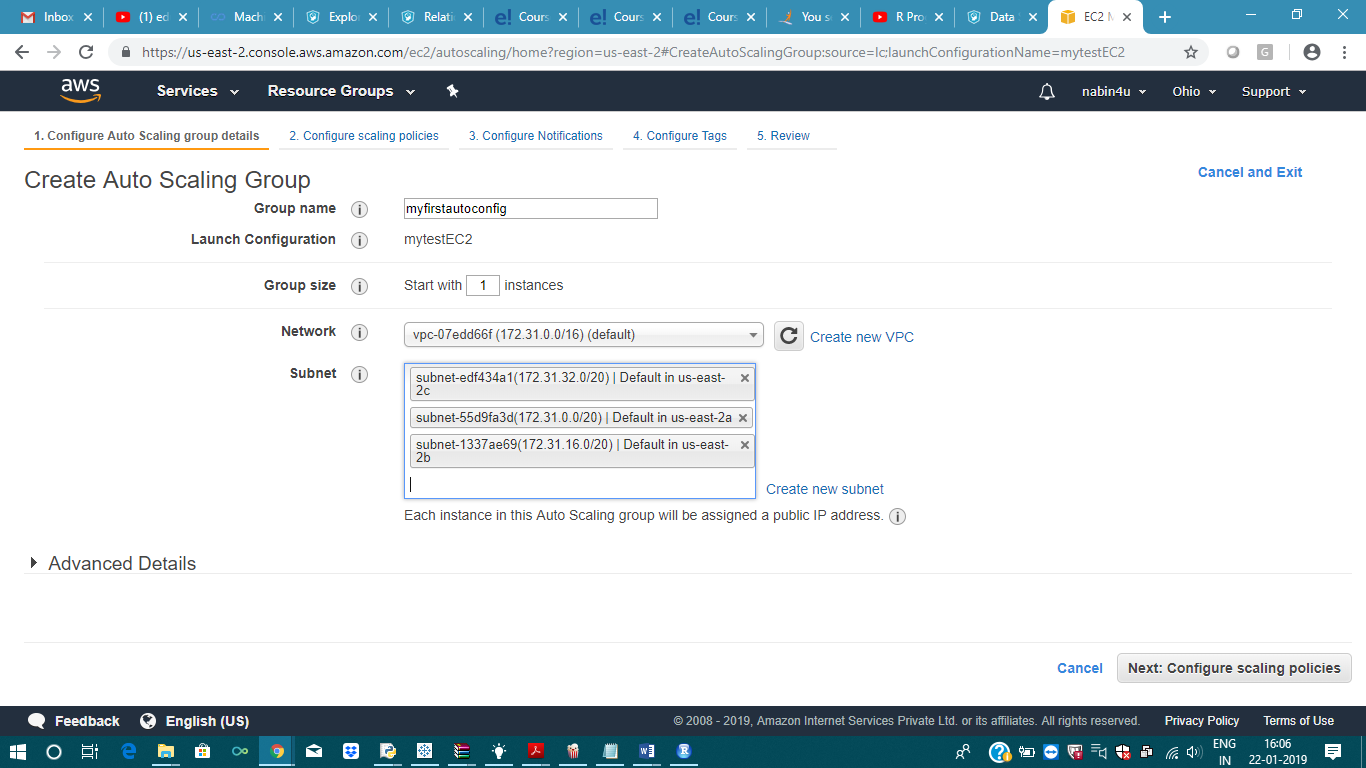 Inbox
(1) ed
Mach
Explo
Relati
Cours
Cours
Cours
You s
R Pro
Data
EC2 M
https://us-east-2.console.aws.amazon.com/ec2/autoscaling/home?region=us-east-2#CreateAutoScalingGroup:source=lc;launchConfigurationName=mytestEC2
aws Services Resource Groups nabin4u Ohio Support
1. Configure Auto Scaling group details 2. Configure scaling policies 3. Configure Notifications 4. Configure Tags 5. Review
Create Auto Scaling Group
Cancel and Exit
Group name myfirstautoconfig
Launch Configuration mytestEC2
Group size Start with 1 instances
Network vpc-07edd66f (172.31.0.0/16) (default) Create new VPC
Subnet
subnet-edf434a1(172.31.32.0/20) | Default in us-east-
2c
subnet-55d9fa3d(172.31.0.0/20) | Default in us-east-2a
subnet-1337ae69(172.31.16.0/20) | Default in us-east-
2b
Create new subnet
Each instance in this Auto Scaling group will be assigned a public IP address.
Advanced Details
Cancel Next: Configure scaling policies
Feedback English (US) © 2008 - 2019, Amazon Internet Services Private Ltd. or its affiliates. All rights reserved. Privacy Policy Terms of Use
ENG
IN
16:06
22-01-2019